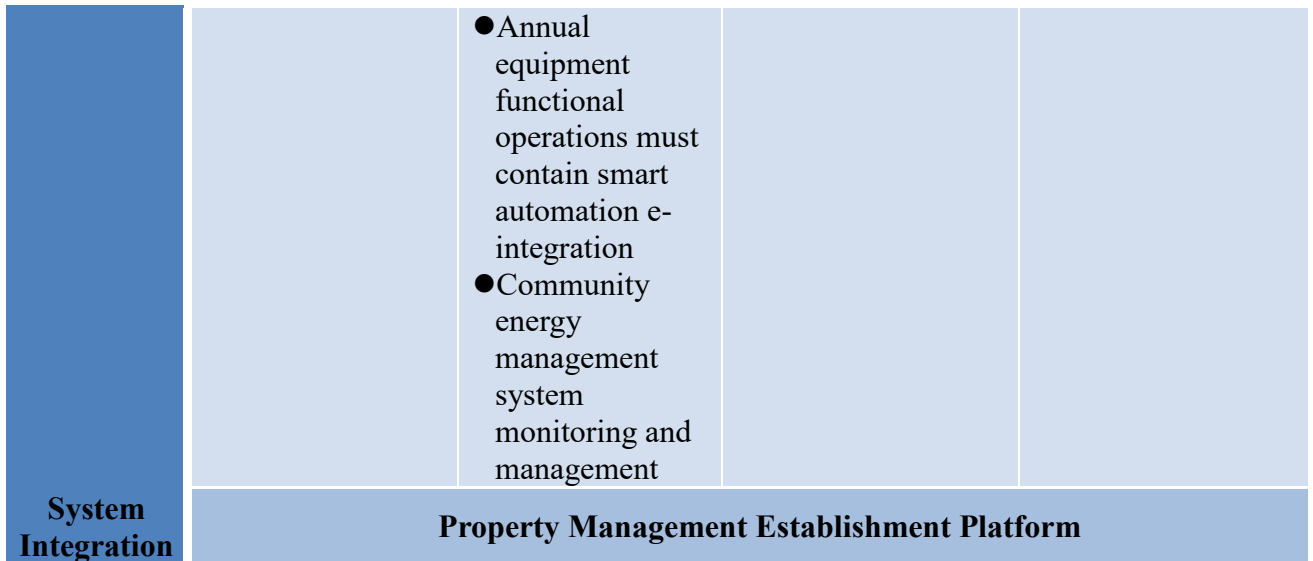 ●Annual
equipment
functional
operations must
contain smart
automation e-
integration
●Community
energy
management
system
monitoring and
management
System
Integration
Property Management Establishment Platform